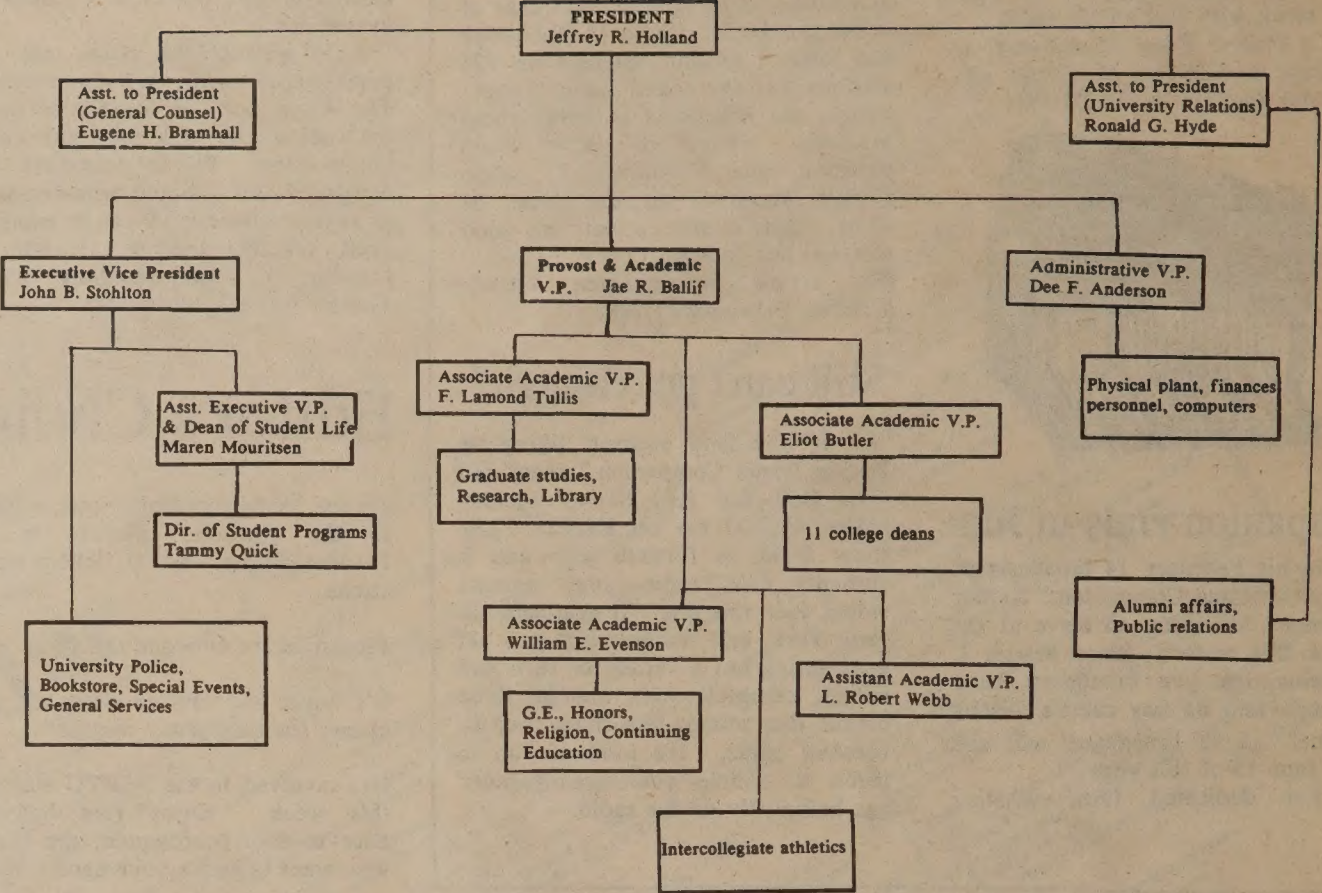 PRESIDENT
Jeffrey R. Holland
Asst. to President
(General Counsel)
Eugene H. Bramhall
Asst. to President
(University Relations)
Ronald G. Hyde
Executive Vice President
John B. Stohlton
Provost & Academic
V.P. Jae R. Ballif
Administrative V.P.
Dee F. Anderson
Asst. Executive V.P.
& Dean of Student Life
Maren Mouritsen
Associate Academic V.P.
F. Lamond Tullis
Associate Academic V.P.
Eliot Butler
Physical plant, finances
personnel, computers
Graduate studies,
Research, Library
11 college deans
Dir. of Student Programs
Tammy Quick
University Police,
Bookstore, Special Events,
General Services
Associate Academic V.P.
William E. Evenson
Assistant Academic V.P.
L. Robert Webb
Alumni affairs,
Public relations
G.E., Honors,
Religion, Continuing
Education
Intercollegiate athletics